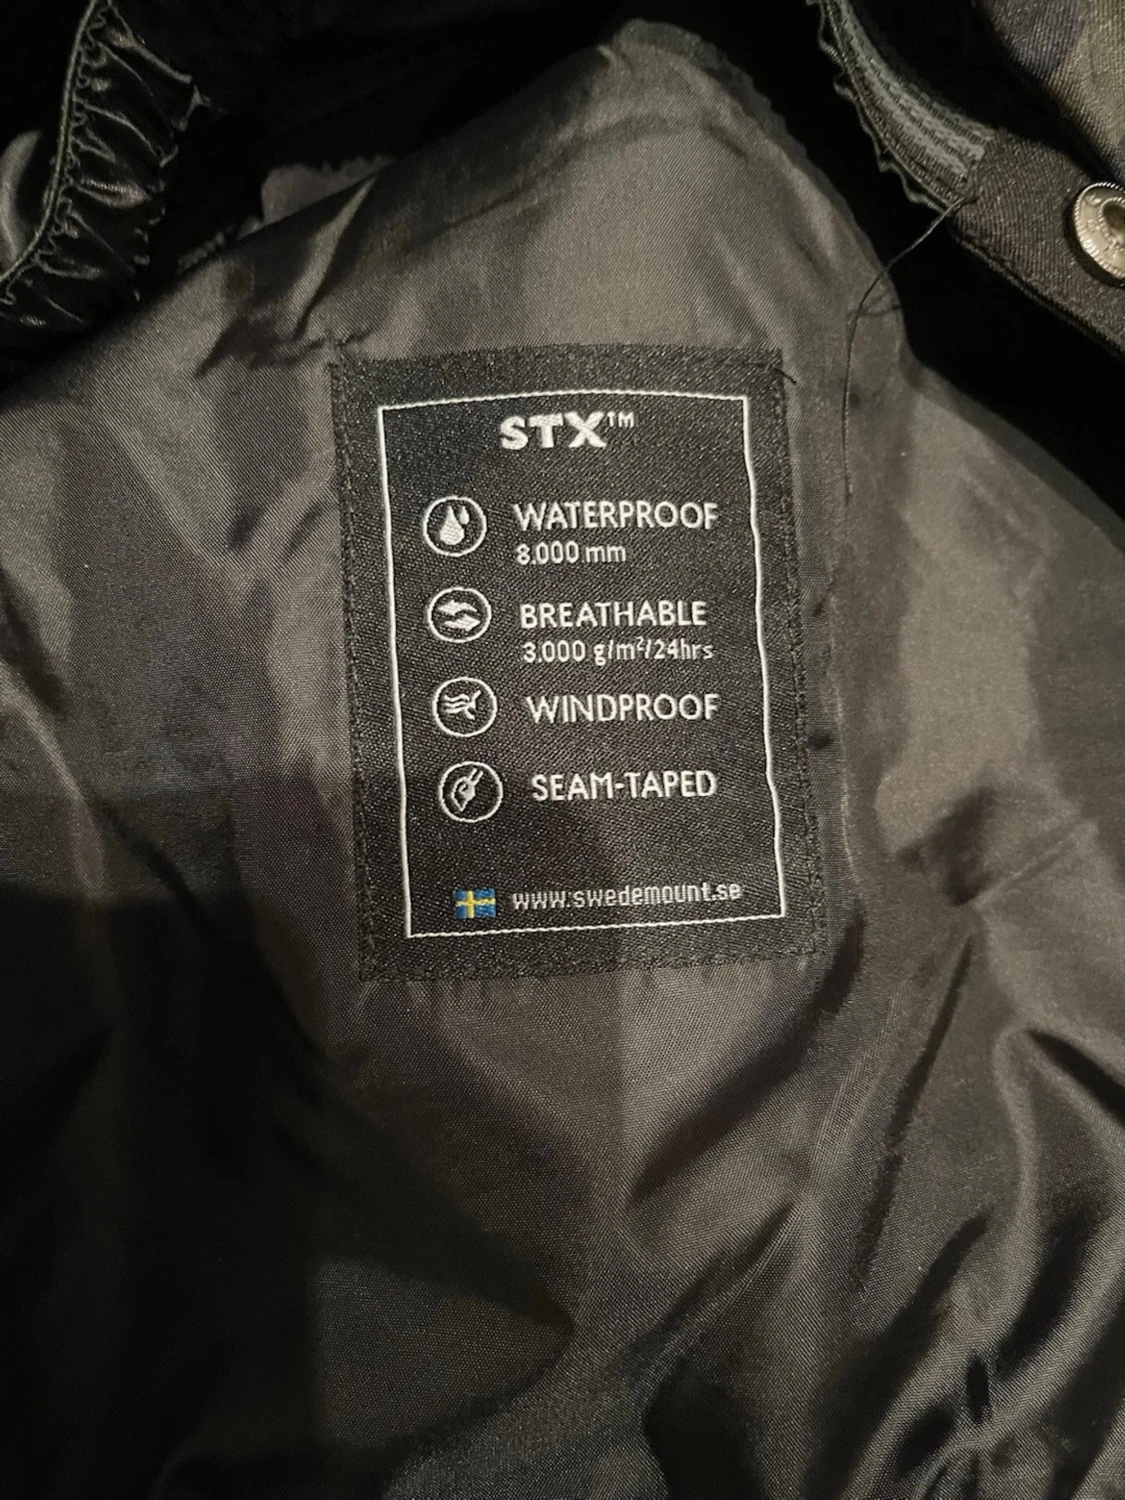 STX™
WATERPROOF
8.000 mm
BREATHABLE
3.000 g/m²/24hrs
WINDPROOF
SEAM-TAPED
www.swedemount.se